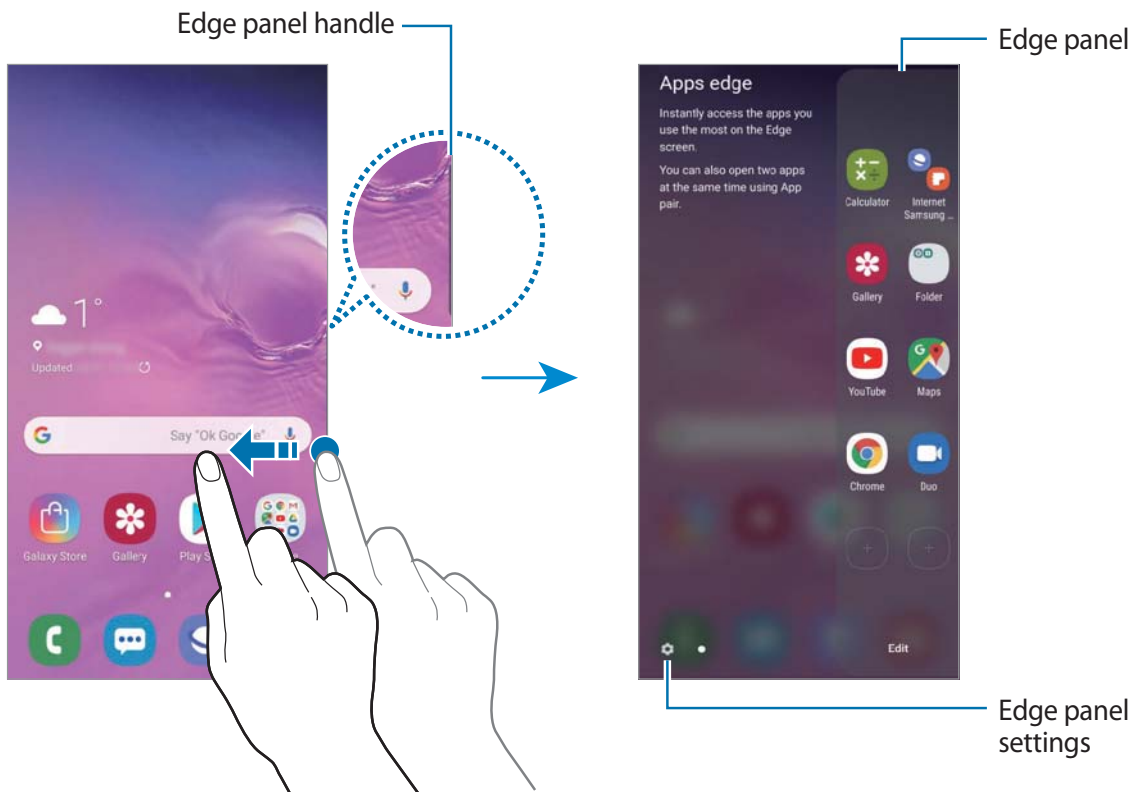 Edge panel handle
1°
Updated
Say "Ok Google"
Galaxy Store
Gallery
Play S
Edge panel
Apps edge
Instantly access the apps you
use the most on the Edge
screen.
You can also open two apps
at the same time using App
pair.
Calculator
Internet
Samsung ...
Gallery
Folder
YouTube
Maps
Chrome
Duo
Edit
Edge panel
settings